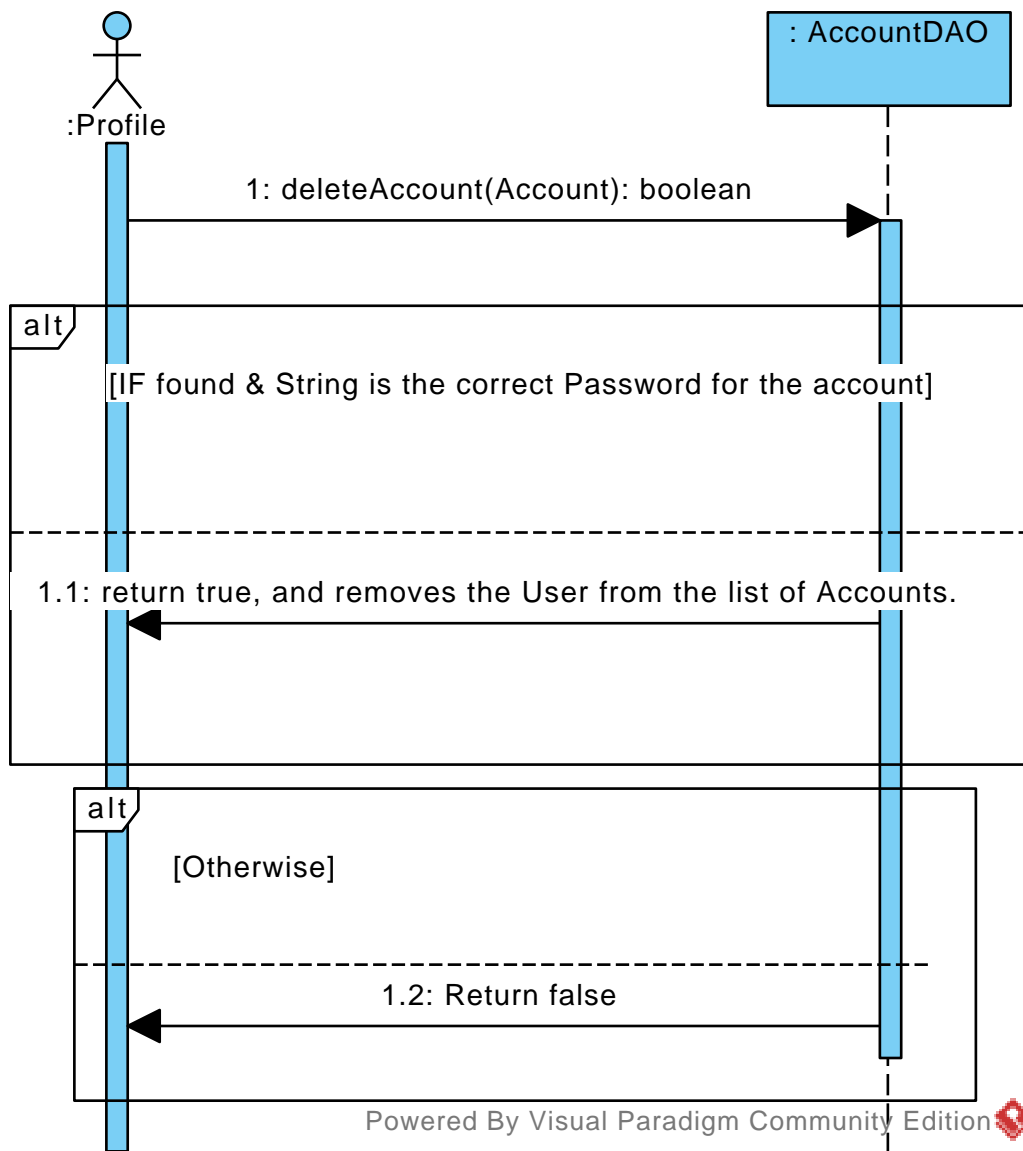 : AccountDAO
:Profile
1: deleteAccount(Account): boolean
alt
[IF found & String is the correct Password for the account]
1.1: return true, and removes the User from the list of Accounts.
alt
[Otherwise]
1.2: Return false
Powered By Visual Paradigm Community Edition